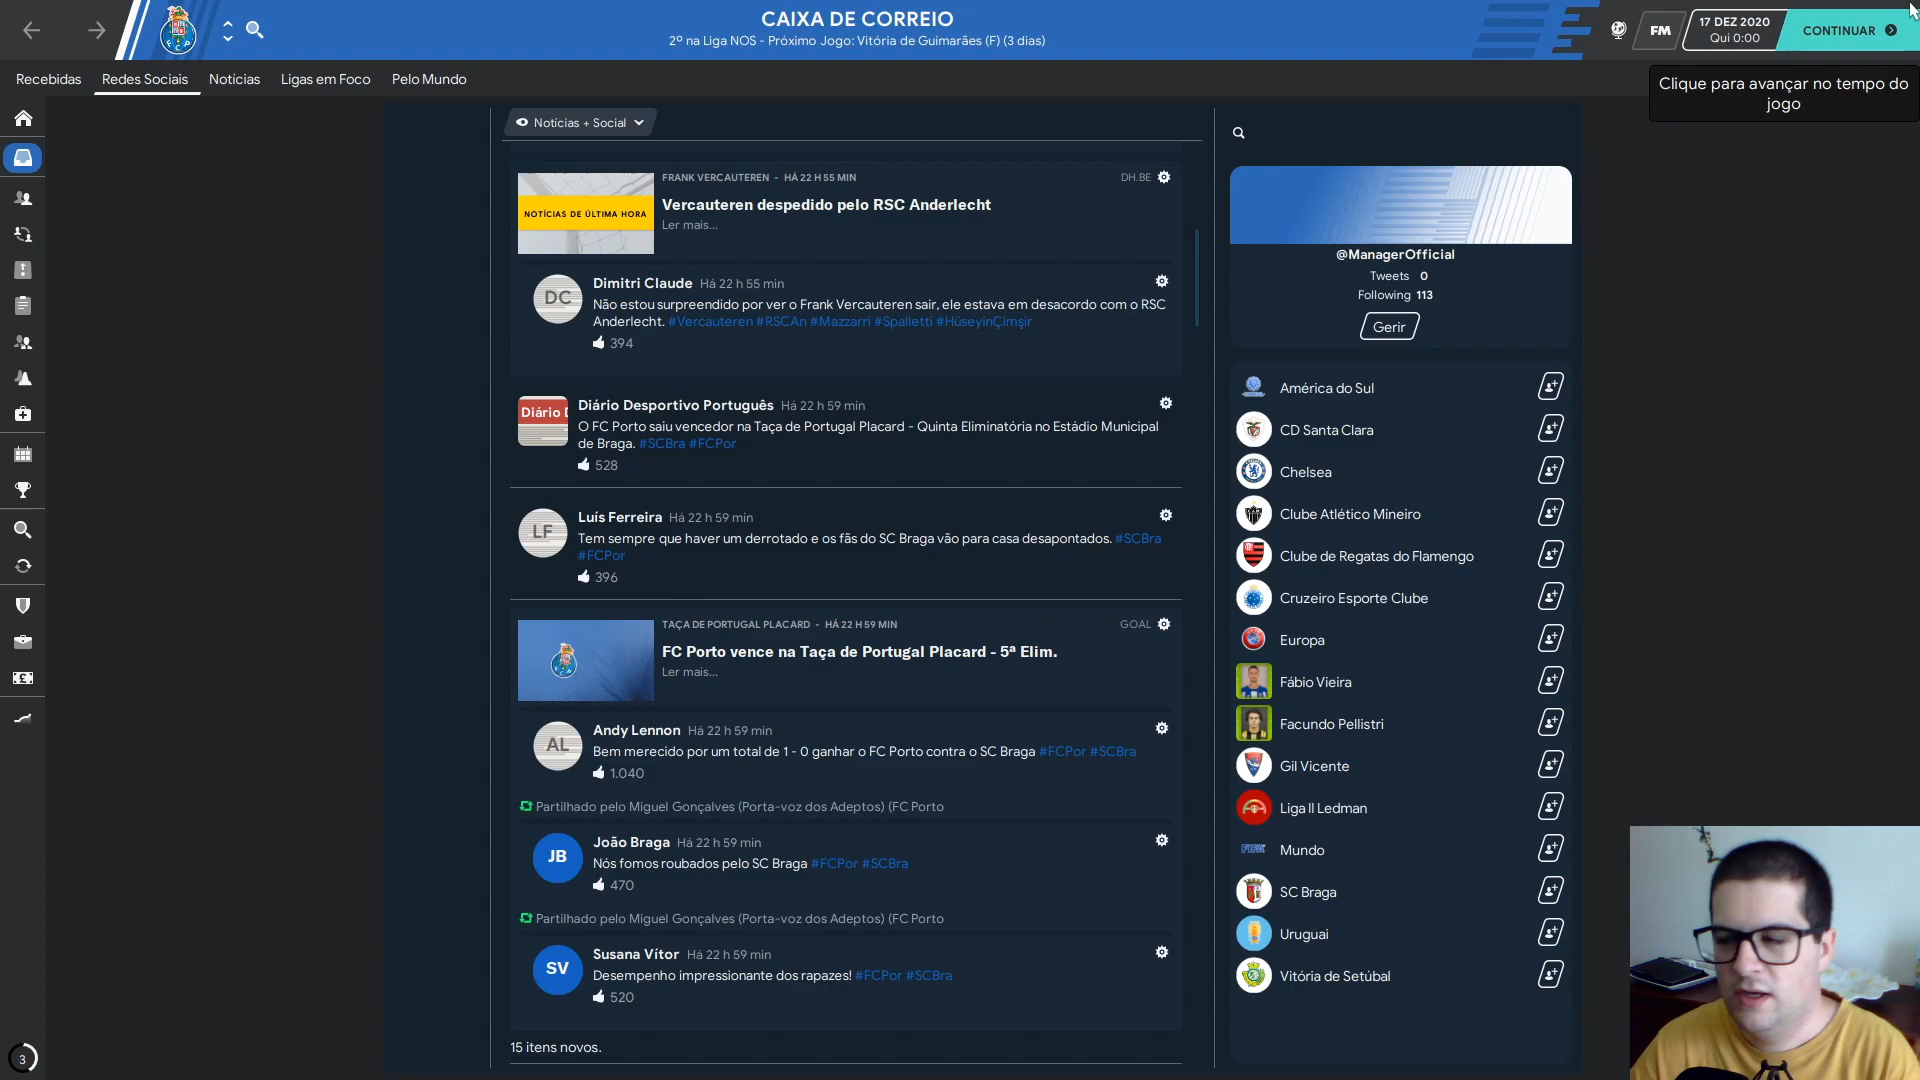 CAIXA DE CORREIO
2º na Liga NOS - Próximo Jogo: Vitória de Guimarães (F) (3 dias)
FM
17 DEZ 2020
Qui 0:00
CONTINUAR
Clique para avançar no tempo do
jogo
Recebidas
Redes Sociais
Notícias
Ligas em Foco
Pelo Mundo
Notícias + Social
NOTÍCIAS DE ÚLTIMA HORA
FRANK VERCAUTEREN - HÁ 22 H 55 MIN
DH.BE
Vercauteren despedido pelo RSC Anderlecht
Ler mais...
DC
Dimitri Claude Há 22 h 55 min
Não estou surpreendido por ver o Frank Vercauteren sair, ele estava em desacordo com o RSC
Anderlecht. #Vercauteren #RSCAn #Mazzarri #Spalletti #HüseyinÇimşir
394
Diário D
Diário Desportivo Português Há 22 h 59 min
O FC Porto saiu vencedor na Taça de Portugal Placard - Quinta Eliminatória no Estádio Municipal
de Braga. #SCBra #FCPor
528
LF
Luís Ferreira Há 22 h 59 min
Tem sempre que haver um derrotado e os fãs do SC Braga vão para casa desapontados. #SCBra
#FCPor
396
TAÇA DE PORTUGAL PLACARD - HÁ 22 H 59 MIN
GOAL
FC Porto vence na Taça de Portugal Placard - 5ª Elim.
Ler mais...
AL
Andy Lennon Há 22 h 59 min
Bem merecido por um total de 1 - 0 ganhar o FC Porto contra o SC Braga #FCPor #SCBra
1.040
Partilhado pelo Miguel Gonçalves (Porta-voz dos Adeptos) (FC Porto
JB
João Braga Há 22 h 59 min
Nós fomos roubados pelo SC Braga #FCPor #SCBra
470
Partilhado pelo Miguel Gonçalves (Porta-voz dos Adeptos) (FC Porto
SV
Susana Vítor Há 22 h 59 min
Desempenho impressionante dos rapazes! #FCPor #SCBra
520
15 itens novos.
@ManagerOfficial
Tweets 0
Following 113
Gerir
América do Sul
CD Santa Clara
Chelsea
Clube Atlético Mineiro
Clube de Regatas do Flamengo
Cruzeiro Esporte Clube
Europa
Fábio Vieira
Facundo Pellistri
Gil Vicente
Liga II Ledman
FIFA
Mundo
SC Braga
Uruguai
Vitória de Setúbal
3